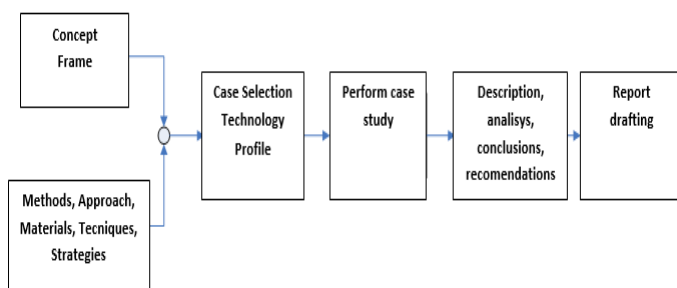 Concept
Frame
Methods, Approach,
Materials, Tecniques,
Strategies
Case Selection
Technology
Profile
Perform case
study
Description,
analisys,
conclusions,
recomendations
Report
drafting